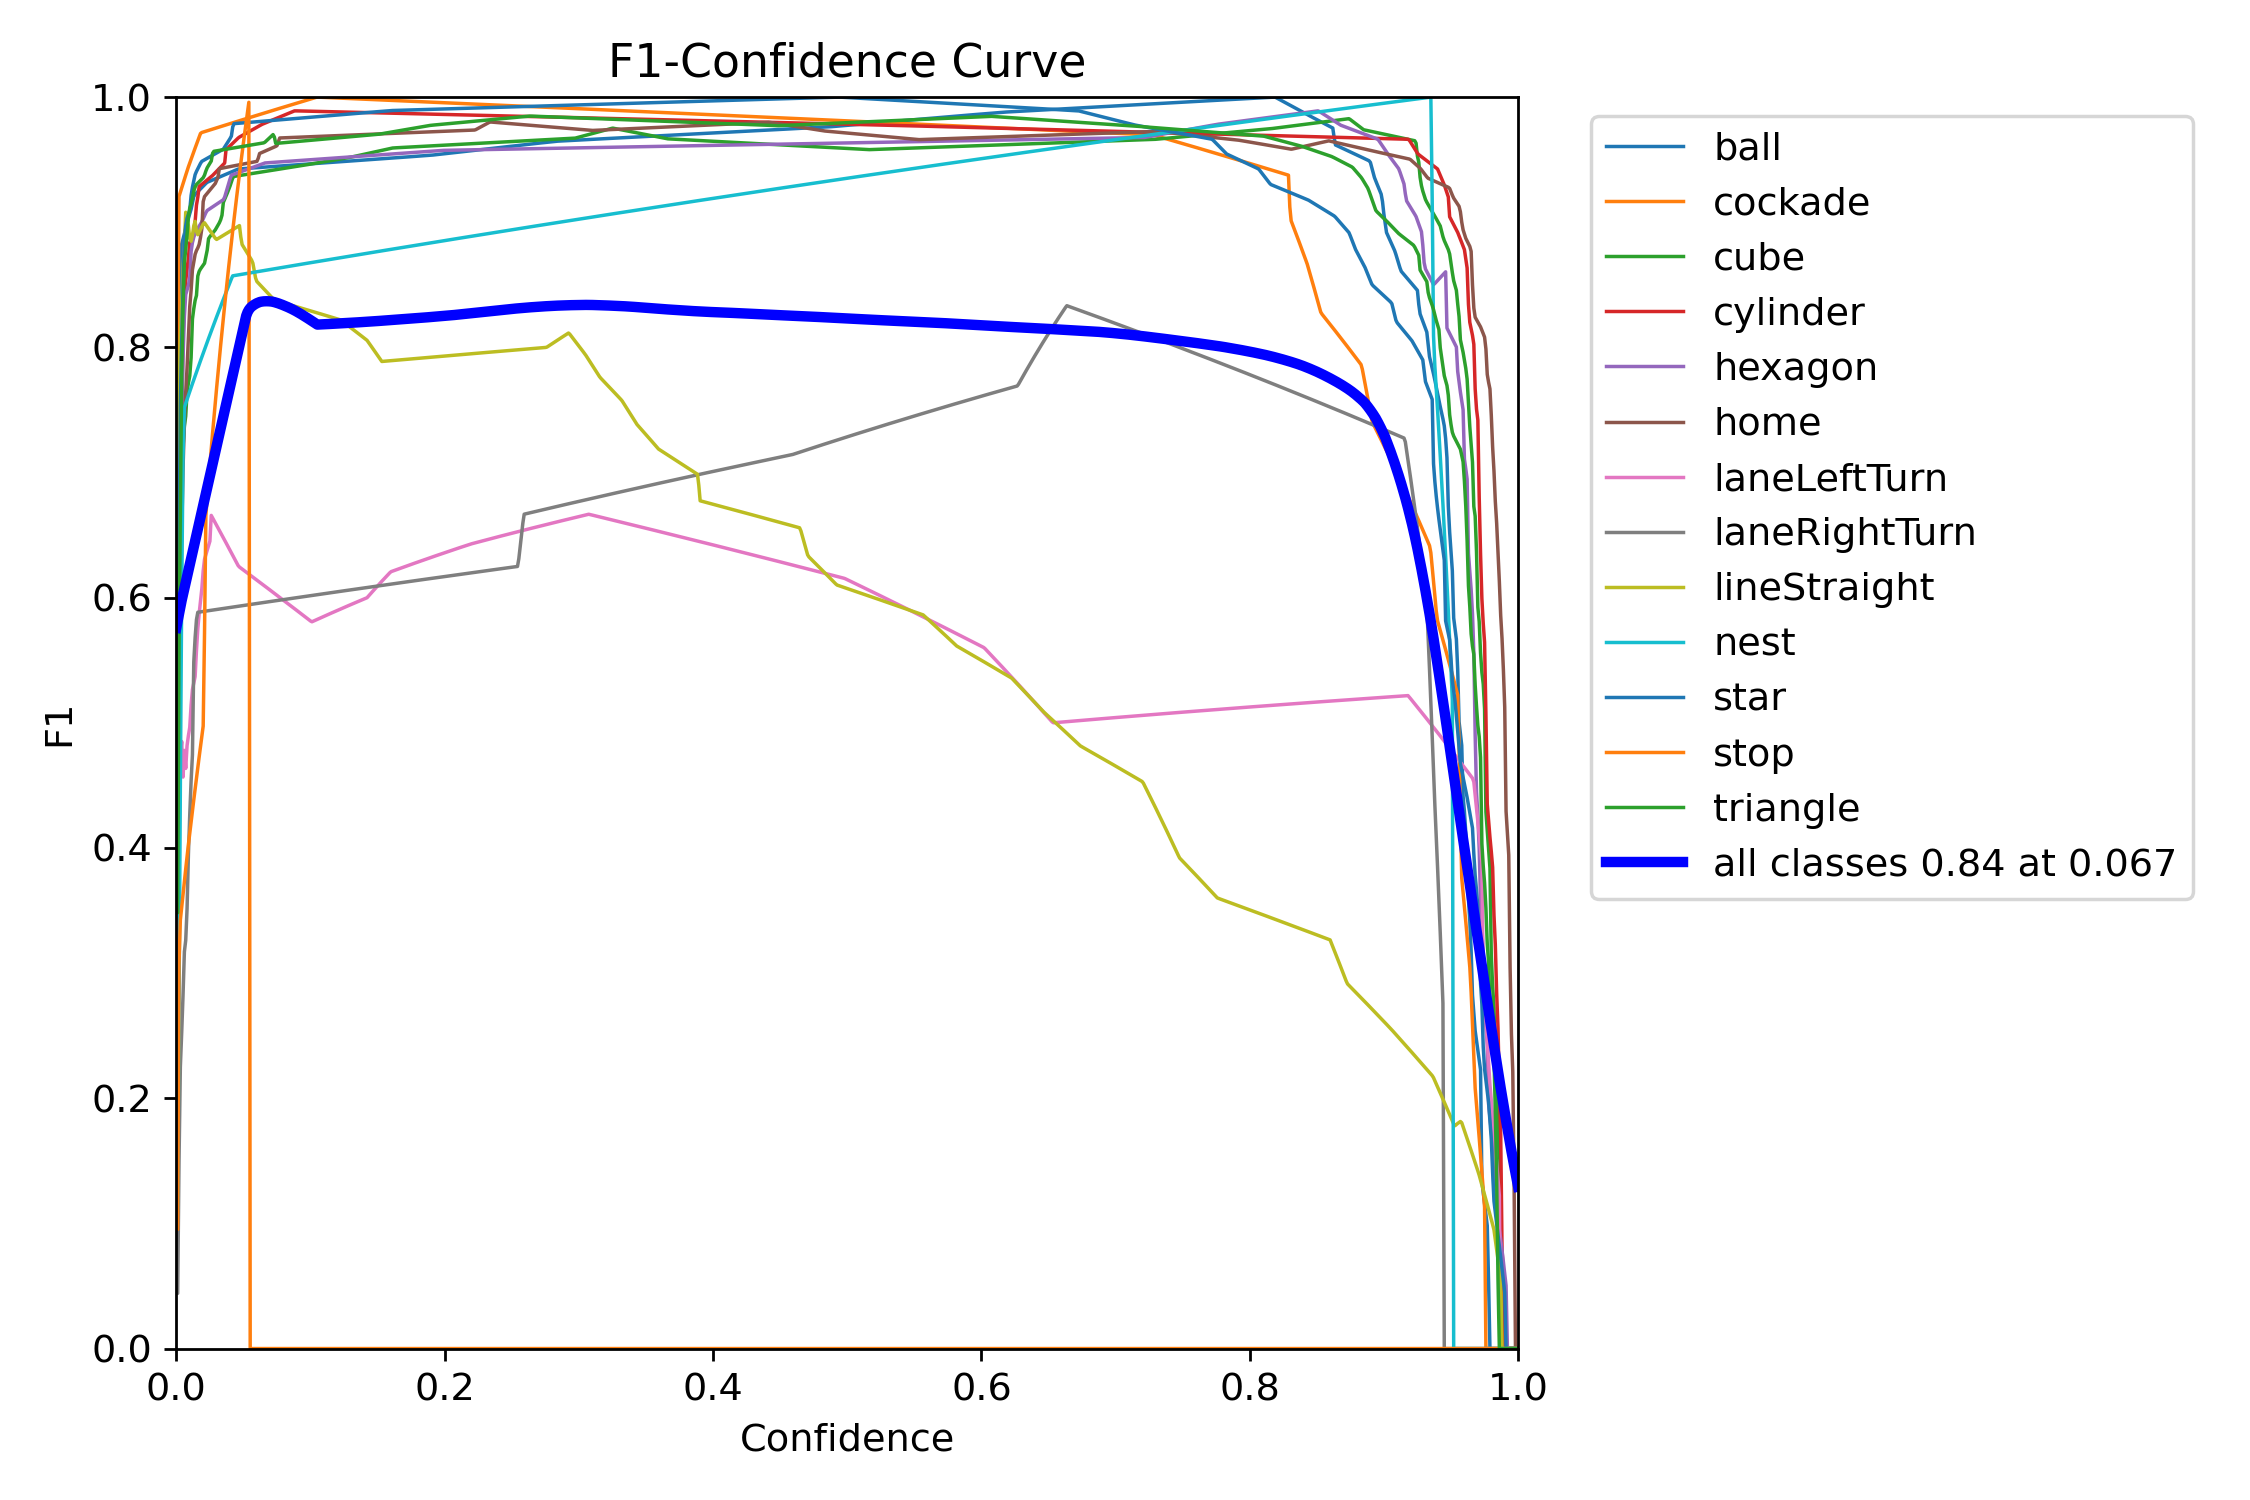 F1-Confidence Curve
1.0
0.8
0.6
0.4
0.2
0.0
F1
0.0 0.2 0.4 0.6 0.8 1.0
Confidence
ball
cockade
cube
cylinder
hexagon
home
laneLeftTurn
laneRightTurn
lineStraight
nest
star
stop
triangle
all classes 0.84 at 0.067